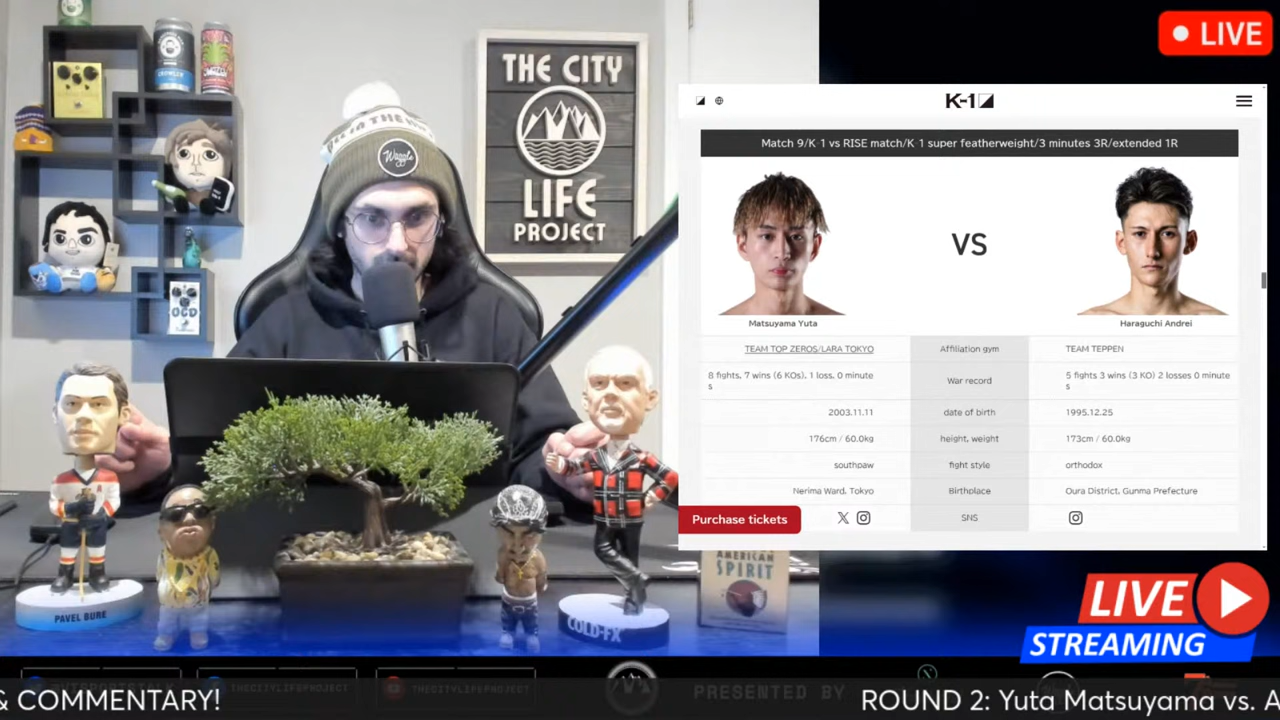 LIVE
CROWLER
THE CITY
LIFE
PROJECT
Waggle
OCD
K-1
Match 9/K-1 vs RISE match/K-1 super featherweight/3 minutes 3R/extended 1R
VS
Matsuyama Yuta
Haraguchi Andrei
TEAM TOP ZEROS/LARA TOKYO
Affiliation gym
TEAM TEPPEN
8 fights, 7 wins (6 KOs), 1 loss, 0 minute
s
War record
5 fights 3 wins (3 KO) 2 losses 0 minute
s
2003.11.11
date of birth
1995.12.25
176cm / 60.0kg
height, weight
173cm / 60.0kg
southpaw
fight style
orthodox
Nerima Ward, Tokyo
Birthplace
Oura District, Gunma Prefecture
SNS
Purchase tickets
PAVEL BURE
COLD-FX
AMERICAN
SPIRIT
LIVE
STREAMING
THECITYLIFEPROJECT
THECITYLIFEPROJECT
PRESENTED BY
& COMMENTARY!
ROUND 2: Yuta Matsuyama vs. A